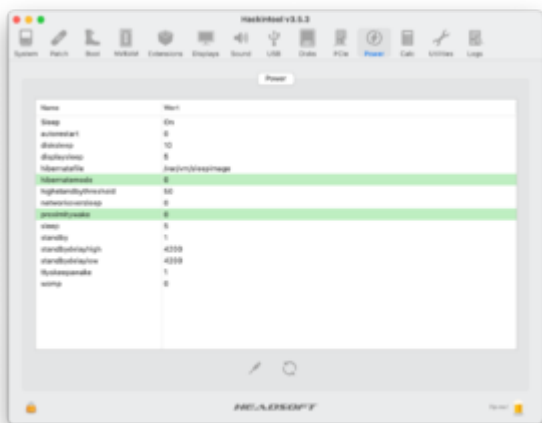 Hackintool v3.5.3
System Patch Boot NVRAM Extensions Displays Sound USB Disks PCIe Power Calc Utilities Logs
Power
Name Wert
Sleep On
autorestart 0
disksleep 10
displaysleep 5
hibernatefile /var/vm/sleepimage
hibernatemode 0
highstandbythreshold 50
networkoversleep 0
proximitywake 0
sleep 5
standby 1
standbydelayhigh 4200
standbydelaylow 4200
ttyskeepawake 1
womp 0
HEADSOFT